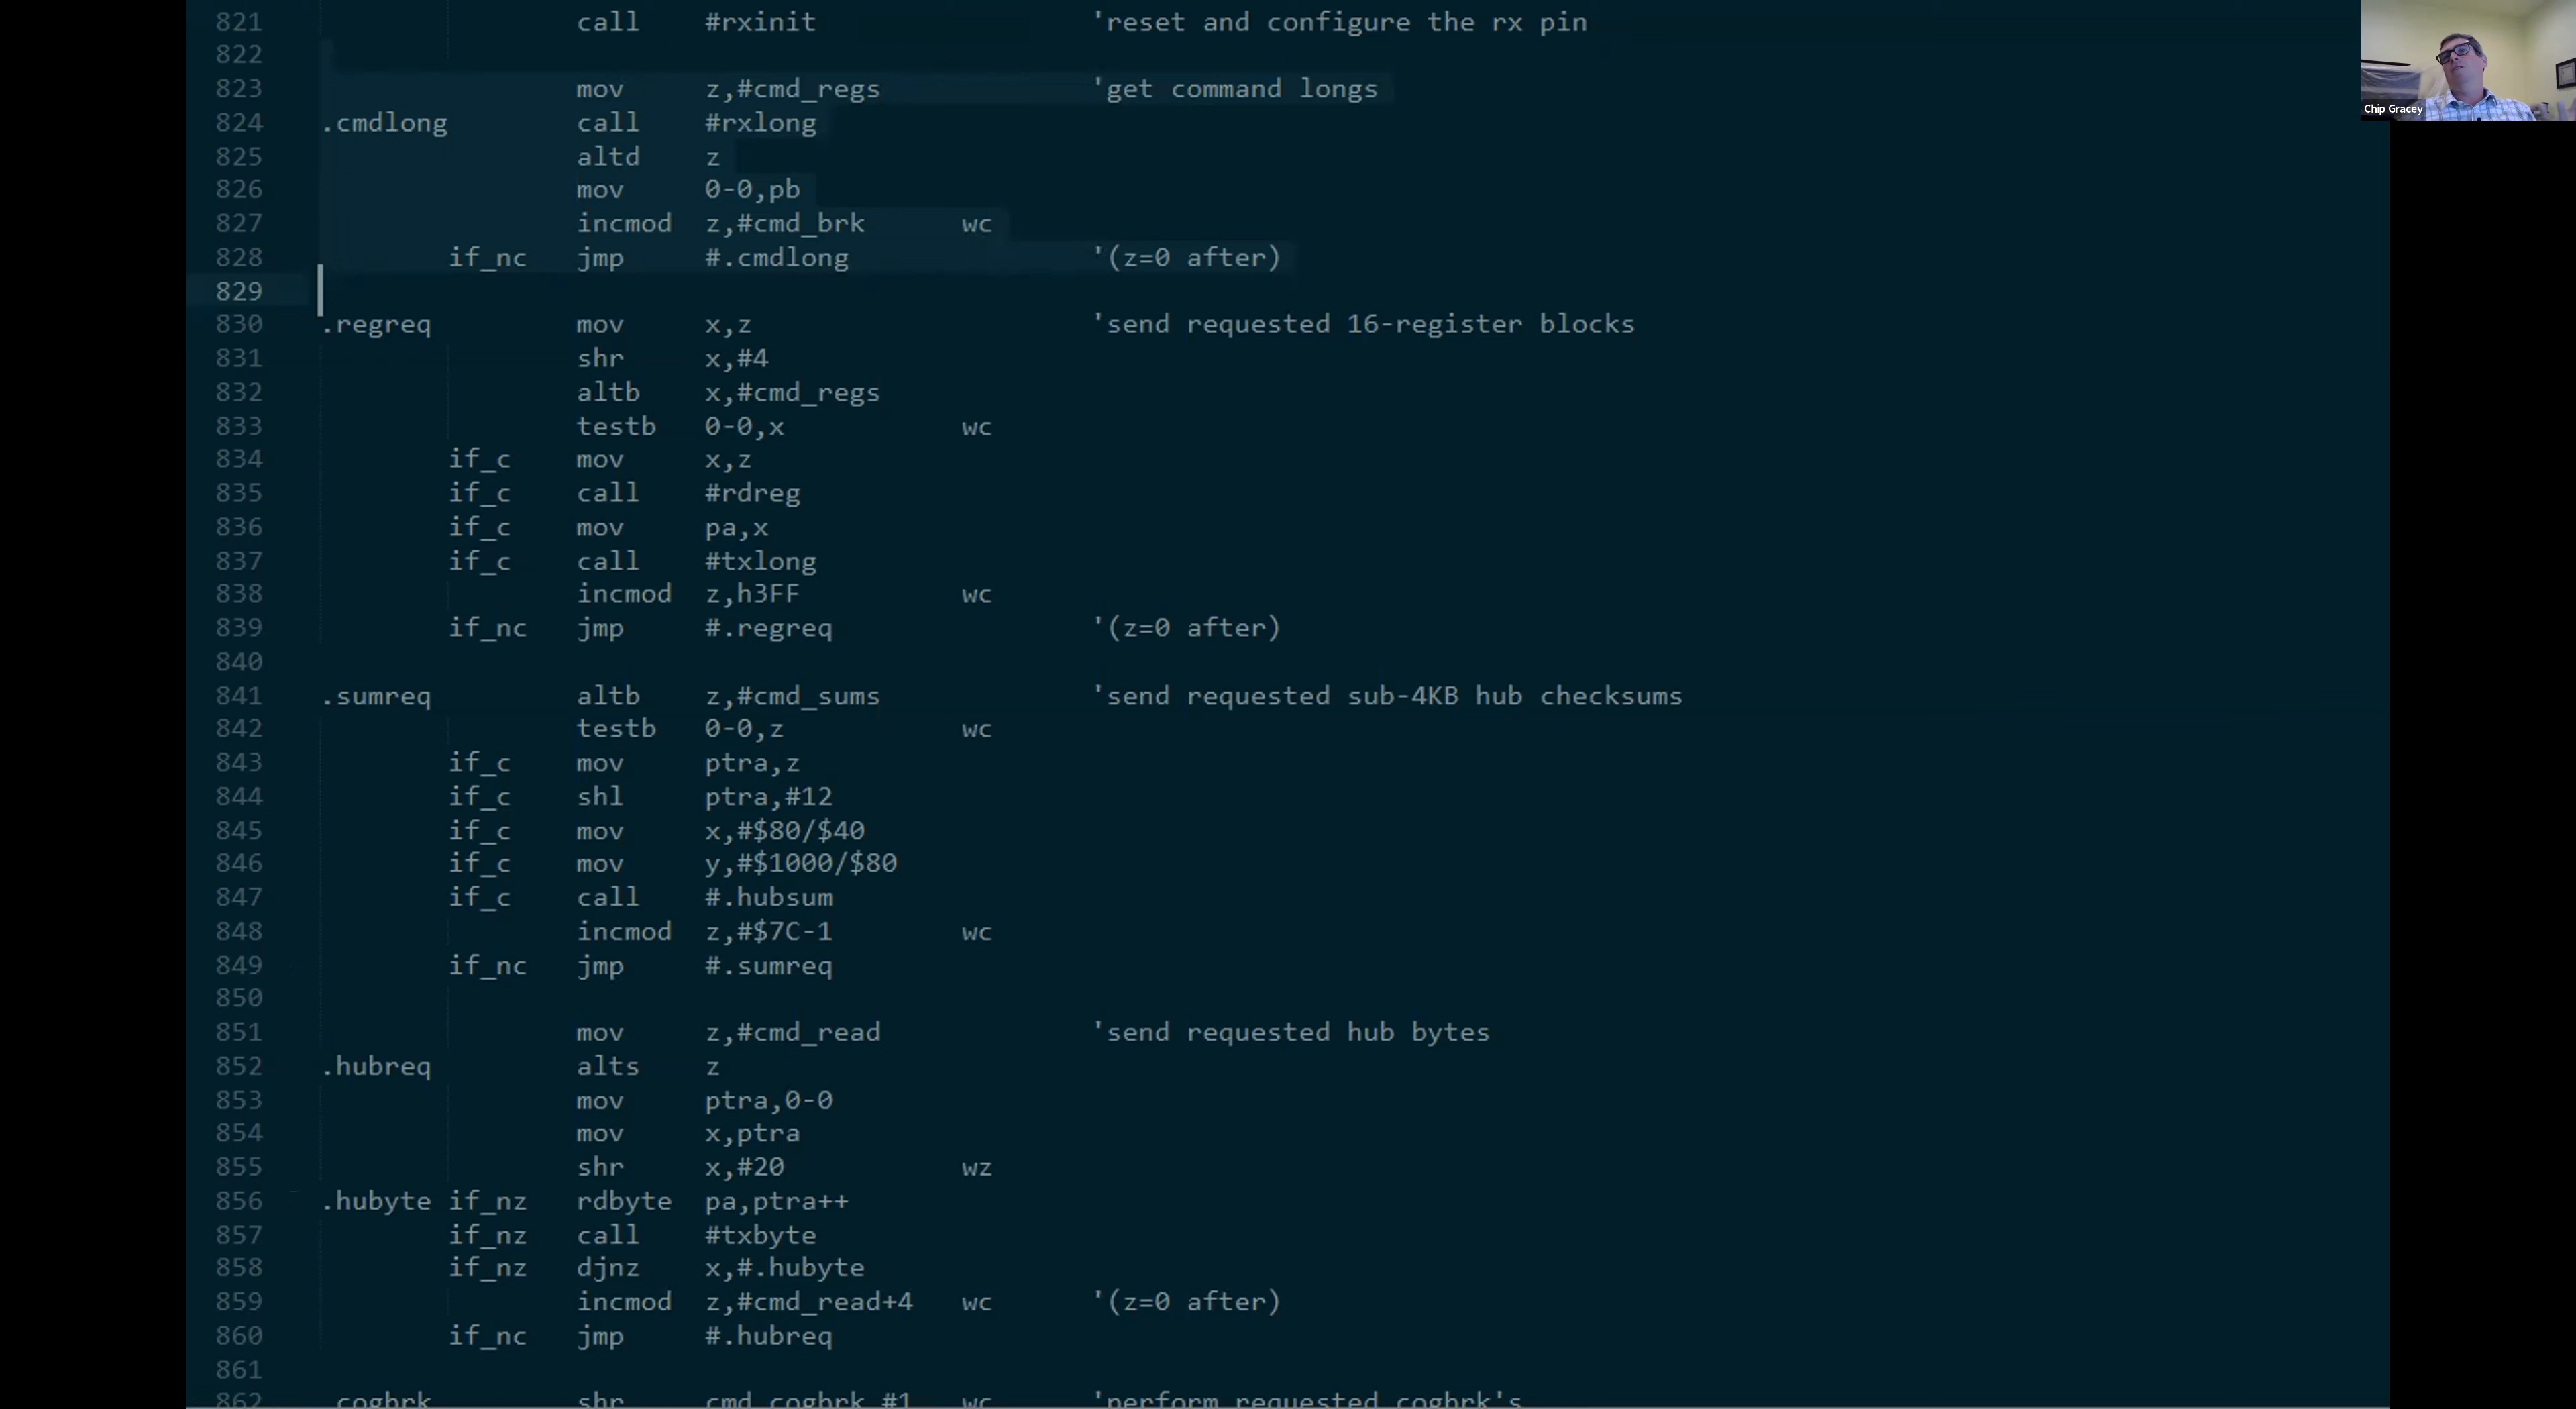 821 call #rxinit 'reset and configure the rx pin
822
823 mov z,#cmd_regs 'get command longs
824 .cmdlong call #rxlong
825 altd z
826 mov 0-0,pb
827 incmod z,#cmd_brk wc
828 if_nc jmp #.cmdlong '(z=0 after)
829
830 .regreq mov x,z 'send requested 16-register blocks
831 shr x,#4
832 altb x,#cmd_regs
833 testb 0-0,x wc
834 if_c mov x,z
835 if_c call #rdreg
836 if_c mov pa,x
837 if_c call #txlong
838 incmod z,h3FF wc
839 if_nc jmp #.regreq '(z=0 after)
840
841 .sumreq altb z,#cmd_sums 'send requested sub-4KB hub checksums
842 testb 0-0,z wc
843 if_c mov ptra,z
844 if_c shl ptra,#12
845 if_c mov x,#$80/$40
846 if_c mov y,#$1000/$80
847 if_c call #.hubsum
848 incmod z,#$7C-1 wc
849 if_nc jmp #.sumreq
850
851 mov z,#cmd_read 'send requested hub bytes
852 .hubreq alts z
853 mov ptra,0-0
854 mov x,ptra
855 shr x,#20 wz
856 .hubyte if_nz rdbyte pa,ptra++
857 if_nz call #txbyte
858 if_nz djnz x,#.hubyte
859 incmod z,#cmd_read+4 wc '(z=0 after)
860 if_nc jmp #.hubreq
861
862 .cogbrk shr cmd_cogbrk,#1 wc 'perform requested cogbrk's
Chip Gracey